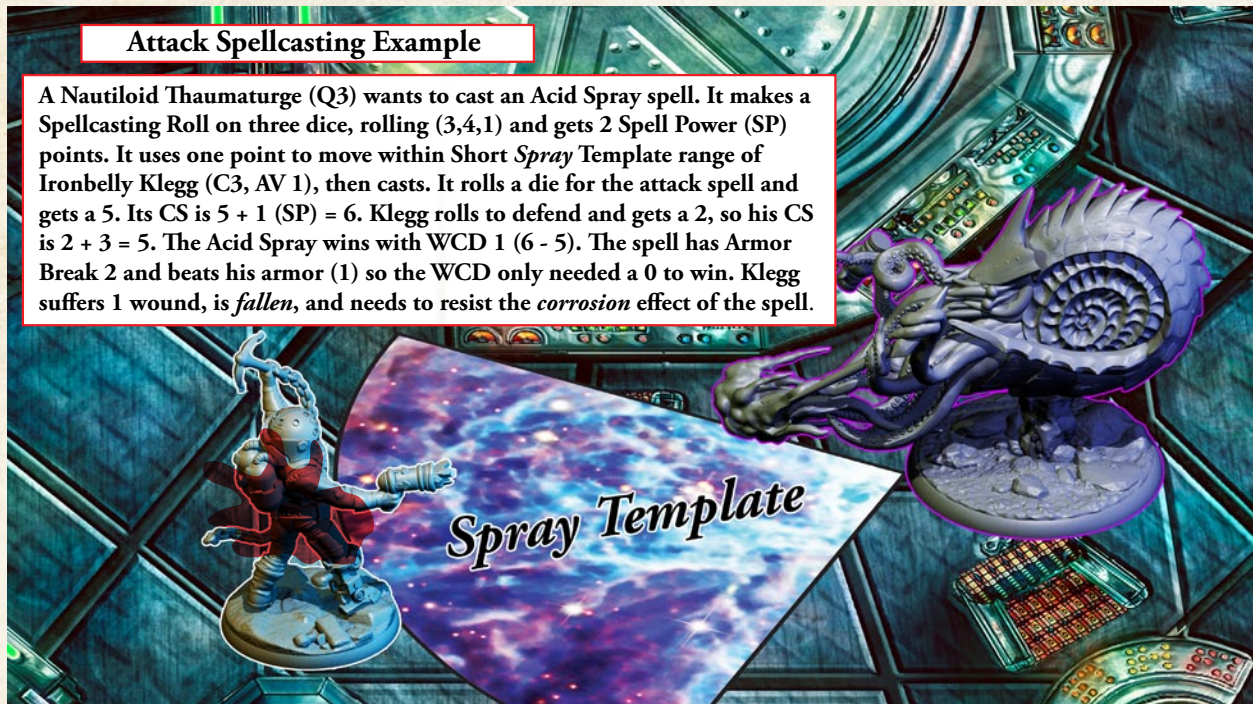 Attack Spellcasting Example
A Nautiloid Thaumaturge (Q3) wants to cast an Acid Spray spell. It makes a
Spellcasting Roll on three dice, rolling (3,4,1) and gets 2 Spell Power (SP)
points. It uses one point to move within Short Spray Template range of
Ironbelly Klegg (C3, AV 1), then casts. It rolls a die for the attack spell and
gets a 5. Its CS is 5 + 1 (SP) = 6. Klegg rolls to defend and gets a 2, so his CS
is 2 + 3 = 5. The Acid Spray wins with WCD 1 (6 - 5). The spell has Armor
Break 2 and beats his armor (1) so the WCD only needed a 0 to win. Klegg
suffers 1 wound, is fallen, and needs to resist the corrosion effect of the spell.
Spray Template